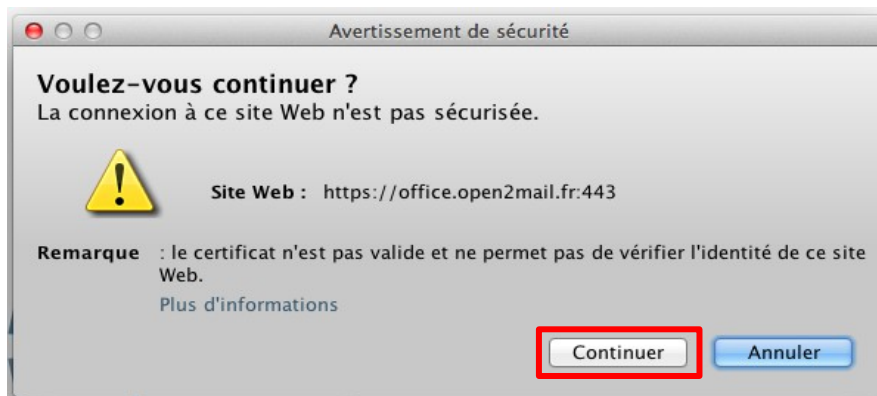 Avertissement de sécurité
Voulez-vous continuer ?
La connexion à ce site Web n'est pas sécurisée.
Site Web : https://office.open2mail.fr:443
Remarque : le certificat n'est pas valide et ne permet pas de vérifier l'identité de ce site
Web.
Plus d'informations
Continuer Annuler